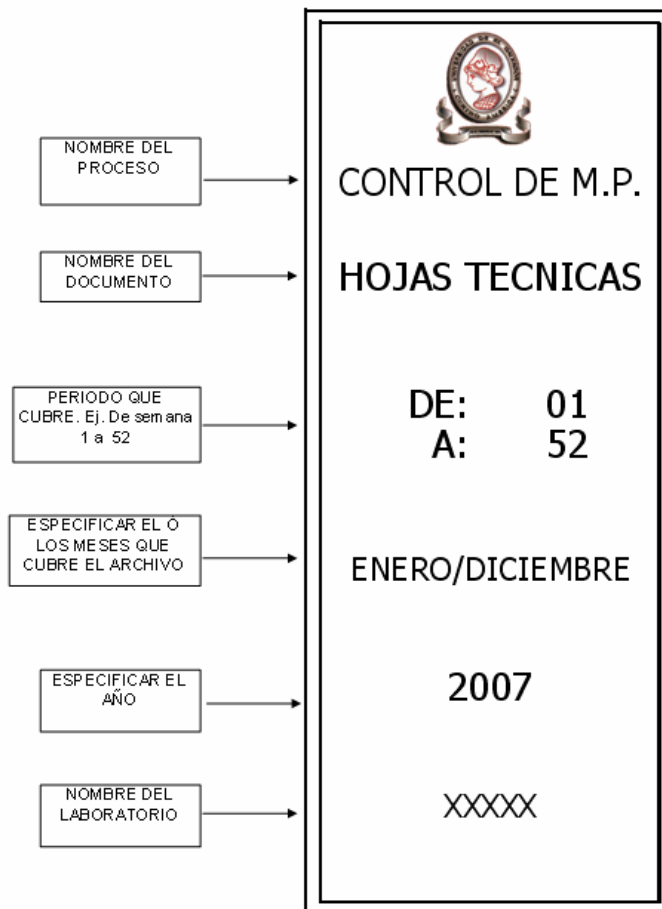 NOMBRE DEL
PROCESO
CONTROL DE M.P.
NOMBRE DEL
DOCUMENTO
HOJAS TECNICAS
PERIODO QUE
CUBRE. Ej. De semana
1 a 52
DE: 01
A: 52
ESPECIFICAR EL Ó
LOS MESES QUE
CUBRE EL ARCHIVO
ENERO/DICIEMBRE
ESPECIFICAR EL
AÑO
2007
NOMBRE DEL
LABORATORIO
XXXXX